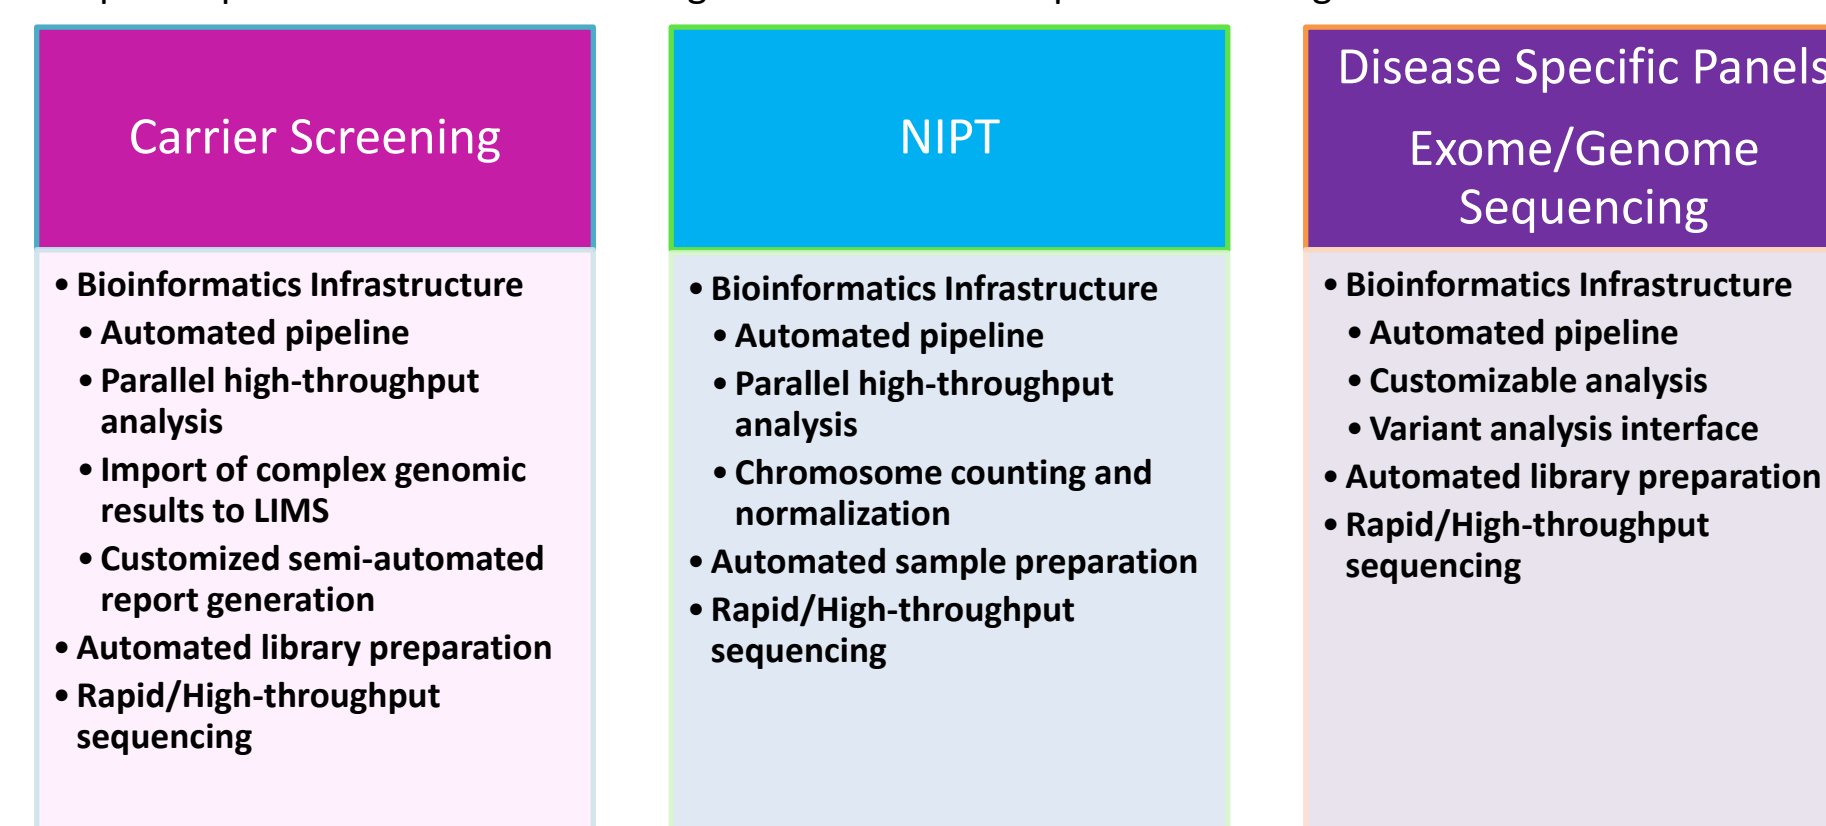 Carrier Screening
• Bioinformatics Infrastructure
• Automated pipeline
• Parallel high-throughput
analysis
• Import of complex genomic
results to LIMS
• Customized semi-automated
report generation
• Automated library preparation
• Rapid/High-throughput
sequencing
NIPT
• Bioinformatics Infrastructure
• Automated pipeline
• Parallel high-throughput
analysis
• Chromosome counting and
normalization
• Automated sample preparation
• Rapid/High-throughput
sequencing
Disease Specific Panels
Exome/Genome
Sequencing
• Bioinformatics Infrastructure
• Automated pipeline
• Customizable analysis
• Variant analysis interface
• Automated library preparation
• Rapid/High-throughput
sequencing